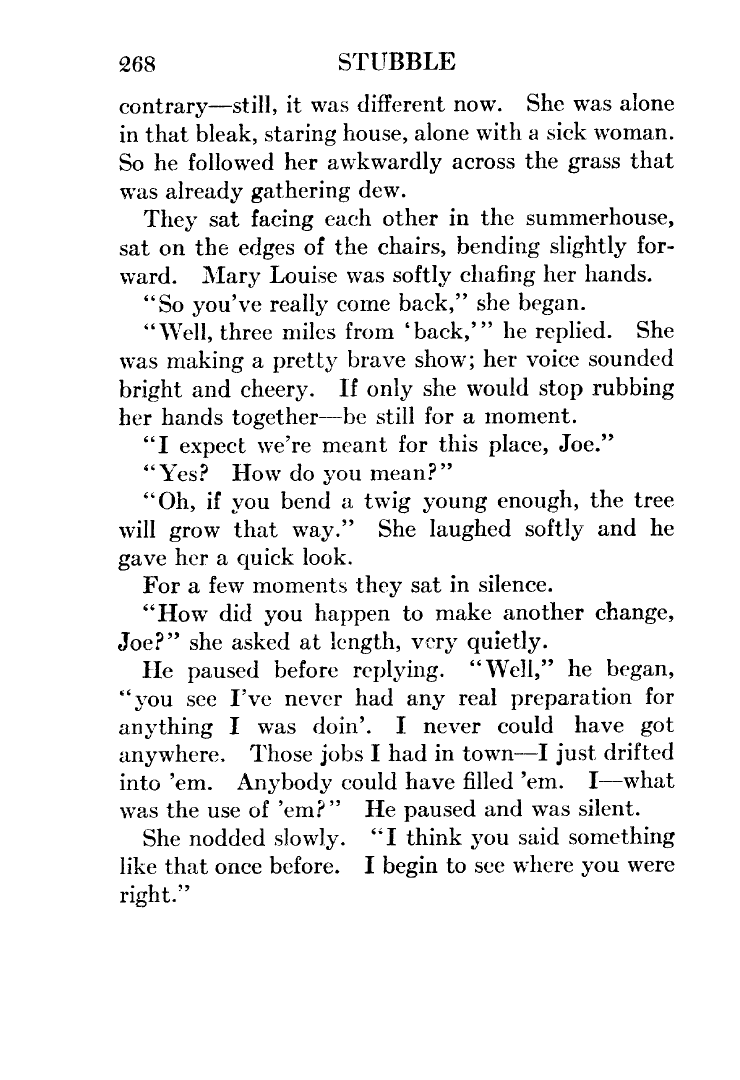 268 STUBBLE
contrary—still, it was different now. She was alone
in that bleak, staring house, alone with a sick woman.
So he followed her awkwardly across the grass that
was already gathering dew.
They sat facing each other in the summerhouse,
sat on the edges of the chairs, bending slightly for-
ward. Mary Louise was softly chafing her hands.
“So you've really come back,” she began.
“Well, three miles from ‘back,’” he replied. She
was making a pretty brave show; her voice sounded
bright and cheery. If only she would stop rubbing
her hands together—be still for a moment.
“I expect we're meant for this place, Joe.”
“Yes? How do you mean?”
“Oh, if you bend a twig young enough, the tree
will grow that way.” She laughed softly and he
gave her a quick look.
For a few moments they sat in silence.
“How did you happen to make another change,
Joe?” she asked at length, very quietly.
He paused before replying. “Well,” he began,
“you see I've never had any real preparation for
anything I was doin'. I never could have got
anywhere. Those jobs I had in town—I just drifted
into 'em. Anybody could have filled 'em. I—what
was the use of 'em?” He paused and was silent.
She nodded slowly. “I think you said something
like that once before. I begin to see where you were
right.”